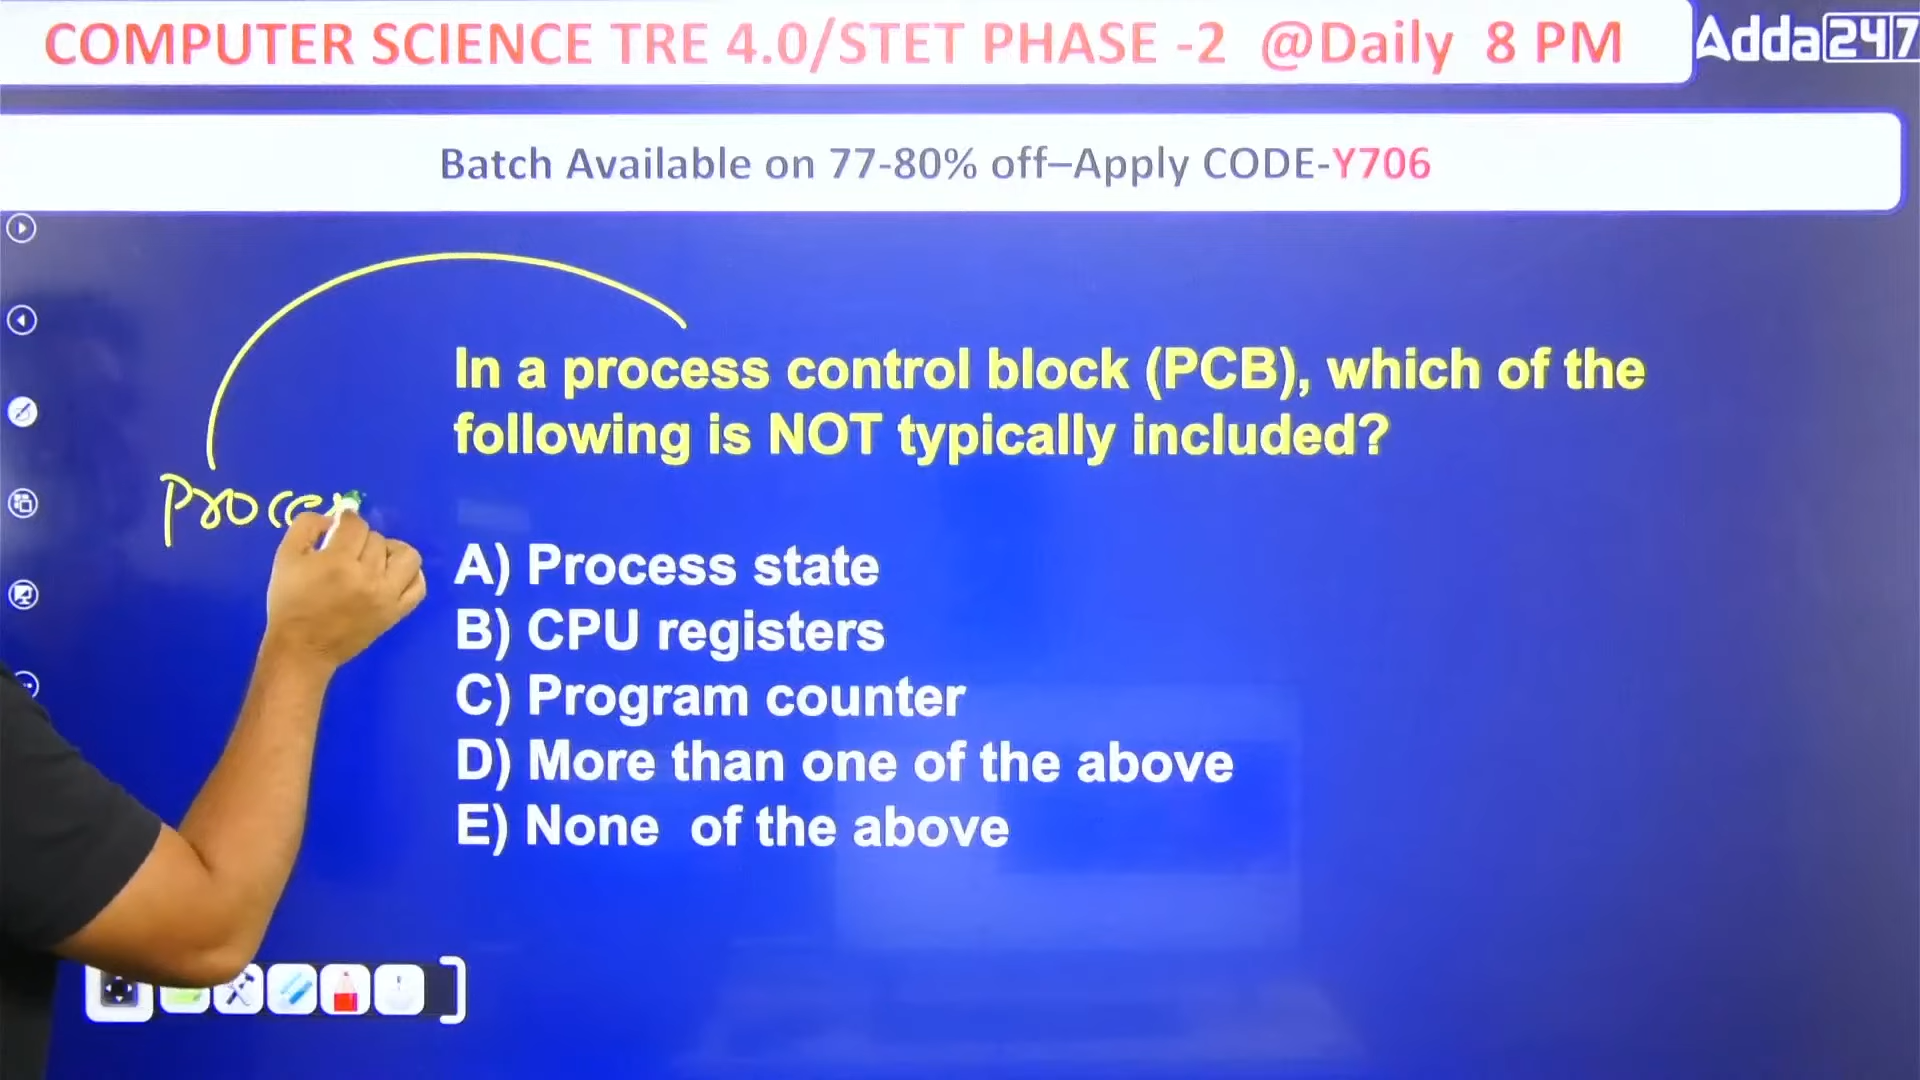 COMPUTER SCIENCE TRE 4.0/STET PHASE -2 @Daily 8 PM
Adda247
Batch Available on 77-80% off–Apply CODE-Y706
In a process control block (PCB), which of the
following is NOT typically included?
Proces
A) Process state
B) CPU registers
C) Program counter
D) More than one of the above
E) None of the above